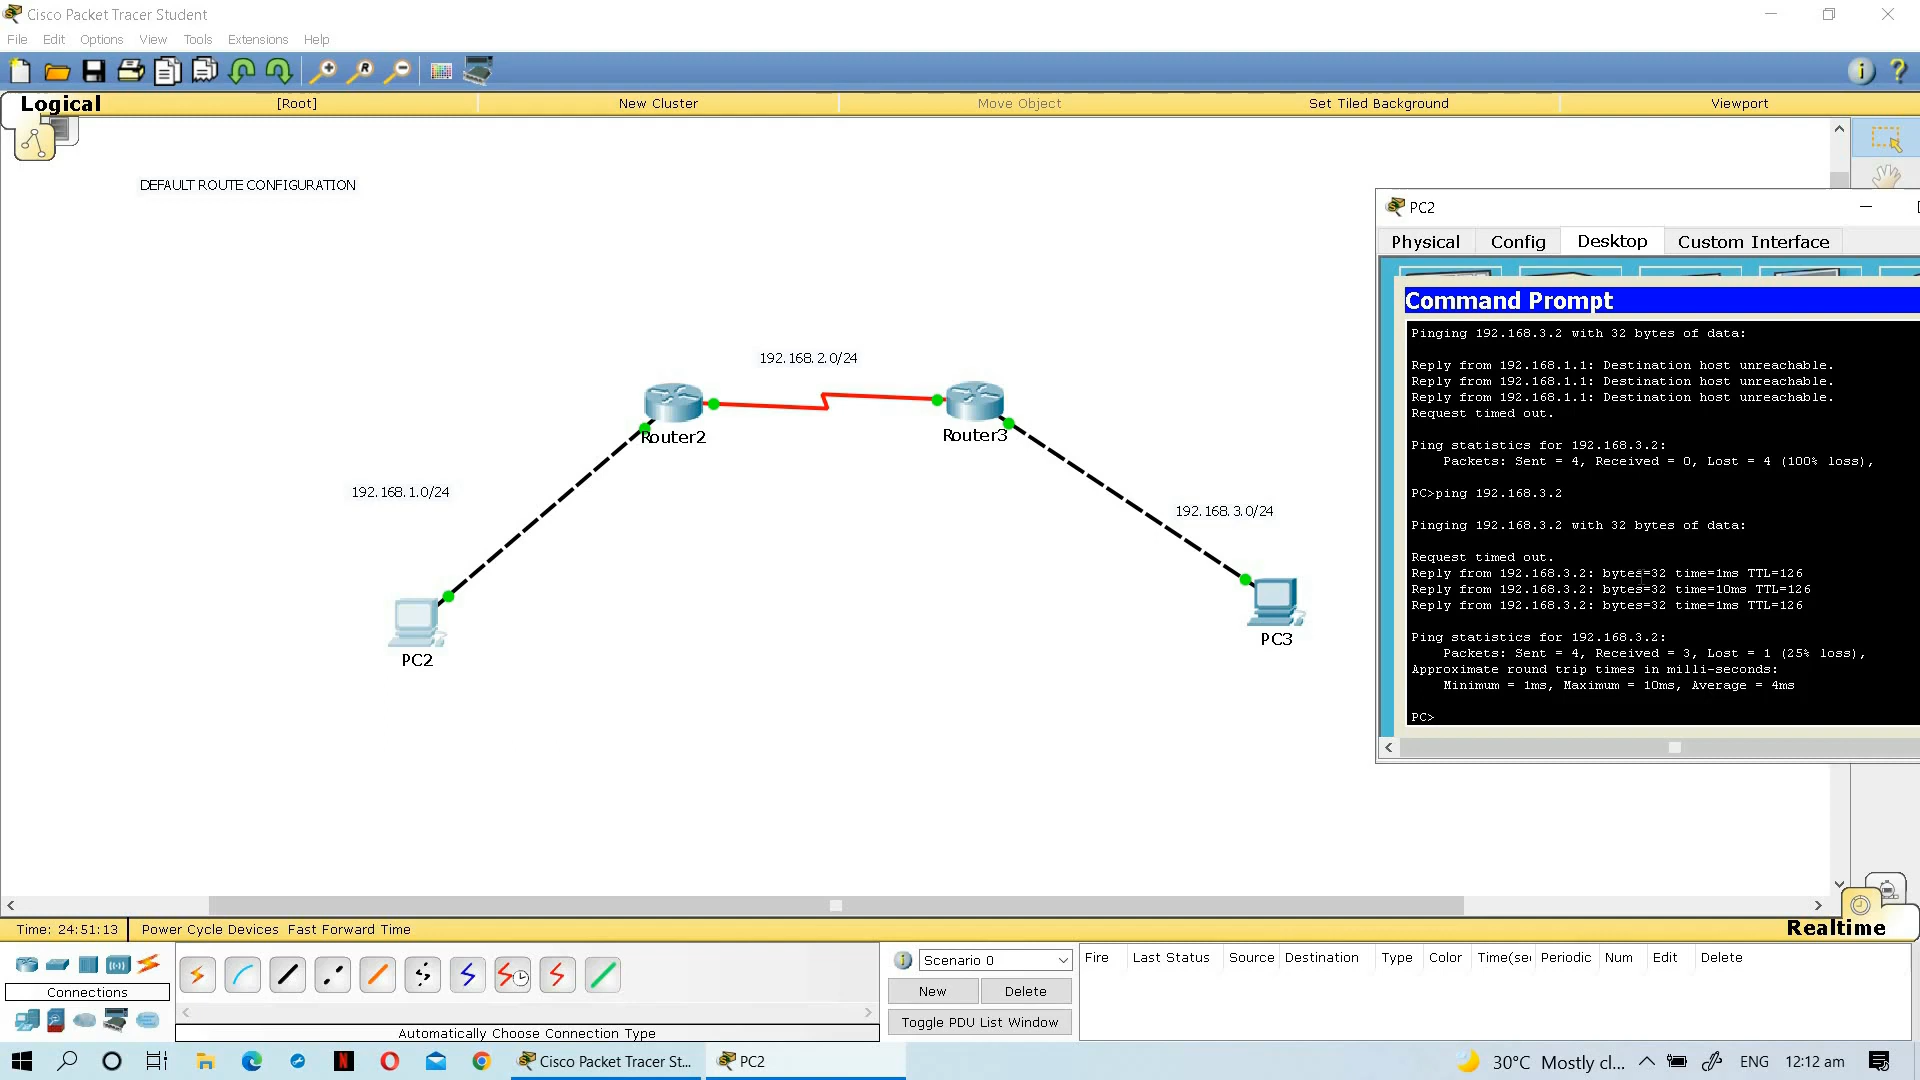 Cisco Packet Tracer Student
File Edit Options View Tools Extensions Help
Logical [Root] New Cluster Move Object Set Tiled Background Viewport
DEFAULT ROUTE CONFIGURATION
192.168.2.0/24
Router2
Router3
192.168.1.0/24
192.168.3.0/24
PC2
PC3
PC2
Physical Config Desktop Custom Interface
Command Prompt
Pinging 192.168.3.2 with 32 bytes of data:
Reply from 192.168.1.1: Destination host unreachable.
Reply from 192.168.1.1: Destination host unreachable.
Reply from 192.168.1.1: Destination host unreachable.
Request timed out.
Ping statistics for 192.168.3.2:
Packets: Sent = 4, Received = 0, Lost = 4 (100% loss),
PC>ping 192.168.3.2
Pinging 192.168.3.2 with 32 bytes of data:
Request timed out.
Reply from 192.168.3.2: bytes=32 time=1ms TTL=126
Reply from 192.168.3.2: bytes=32 time=10ms TTL=126
Reply from 192.168.3.2: bytes=32 time=1ms TTL=126
Ping statistics for 192.168.3.2:
Packets: Sent = 4, Received = 3, Lost = 1 (25% loss),
Approximate round trip times in milli-seconds:
Minimum = 1ms, Maximum = 10ms, Average = 4ms
PC>
Time: 24:51:13 Power Cycle Devices Fast Forward Time
Realtime
Connections
Automatically Choose Connection Type
Scenario 0
New Delete
Toggle PDU List Window
Fire Last Status Source Destination Type Color Time(sec Periodic Num Edit Delete
Cisco Packet Tracer St... PC2
30°C Mostly cl... ENG 12:12 am